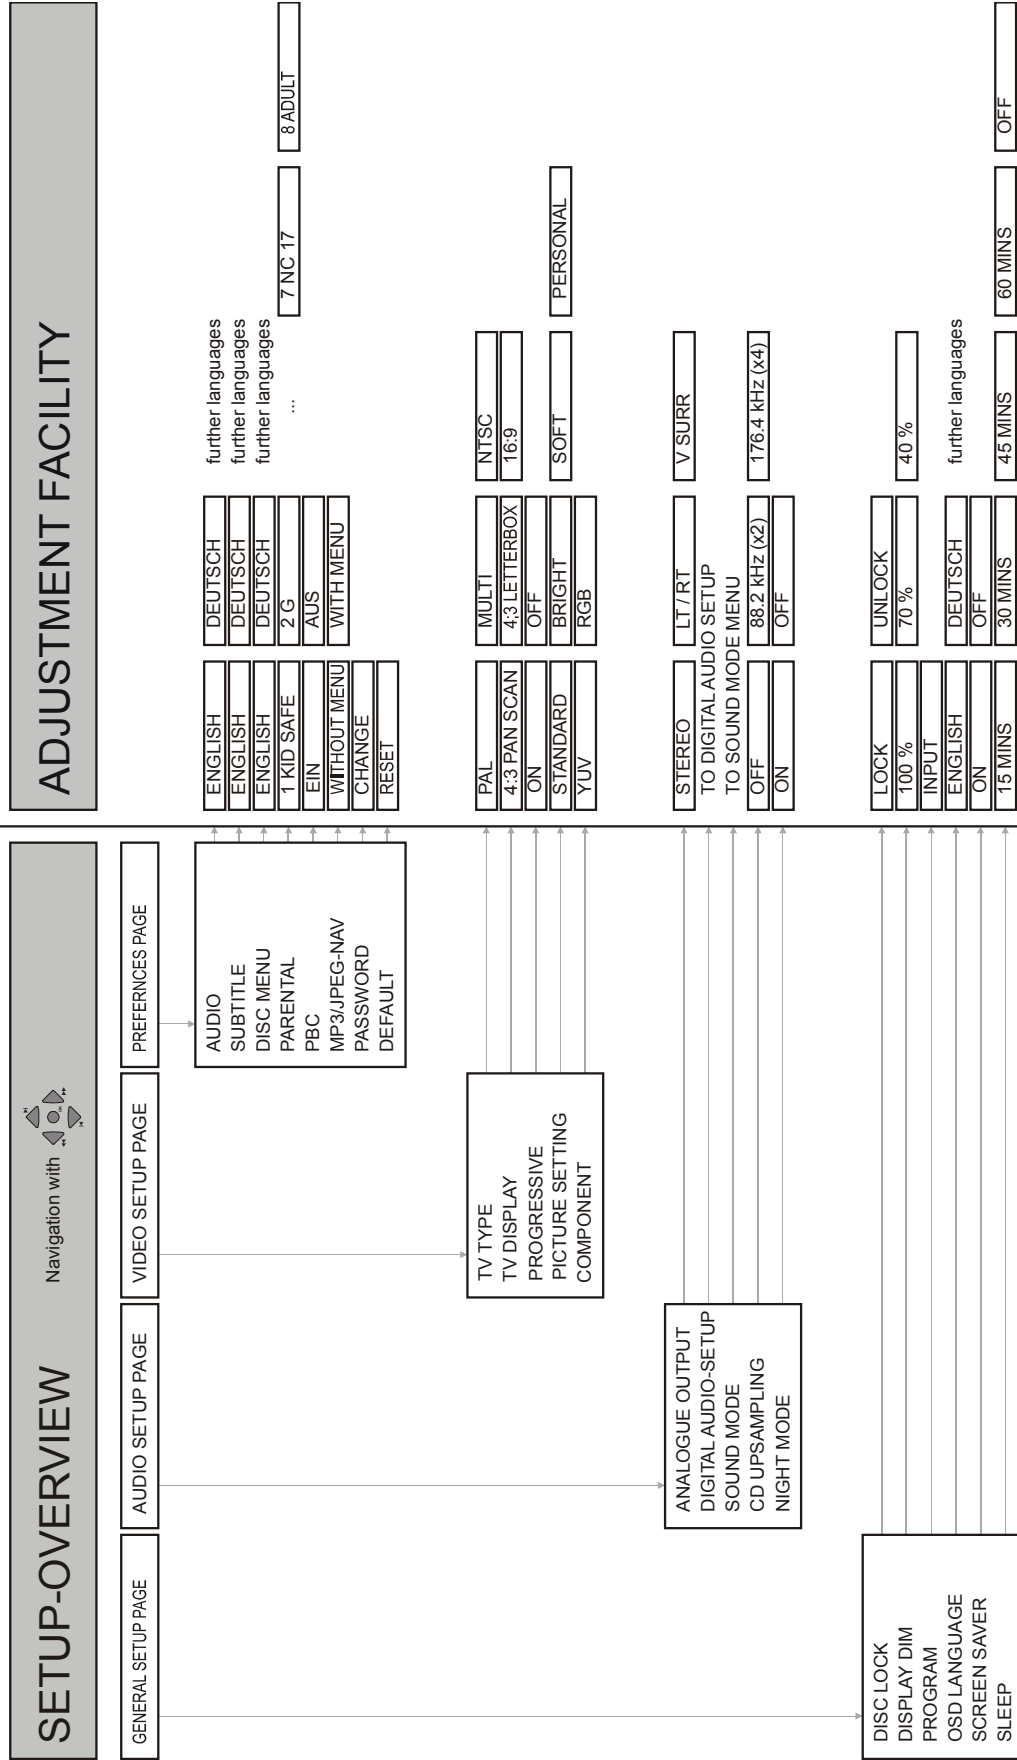 SETUP-OVERVIEW Navigation with OK ADJUSTMENT FACILITY
GENERAL SETUP PAGE AUDIO SETUP PAGE VIDEO SETUP PAGE PREFERNCES PAGE
AUDIO ENGLISH DEUTSCH further languages
SUBTITLE ENGLISH DEUTSCH further languages
DISC MENU ENGLISH DEUTSCH further languages
PARENTAL 1 KID SAFE 2 G ... 7 NC 17 8 ADULT
PBC EIN AUS
MP3/JPEG-NAV WITHOUT MENU WITH MENU
PASSWORD CHANGE
DEFAULT RESET
TV TYPE PAL MULTI NTSC
TV DISPLAY 4:3 PAN SCAN 4:3 LETTERBOX 16:9
PROGRESSIVE ON OFF
PICTURE SETTING STANDARD BRIGHT SOFT PERSONAL
COMPONENT YUV RGB
ANALOGUE OUTPUT STEREO LT / RT V SURR
DIGITAL AUDIO-SETUP TO DIGITAL AUDIO SETUP
SOUND MODE TO SOUND MODE MENU
CD UPSAMPLING OFF 88.2 kHz (x2) 176.4 kHz (x4)
NIGHT MODE ON OFF
DISC LOCK LOCK UNLOCK
DISPLAY DIM 100 % 70 % 40 %
PROGRAM INPUT
OSD LANGUAGE ENGLISH DEUTSCH further languages
SCREEN SAVER ON OFF
SLEEP 15 MINS 30 MINS 45 MINS 60 MINS OFF